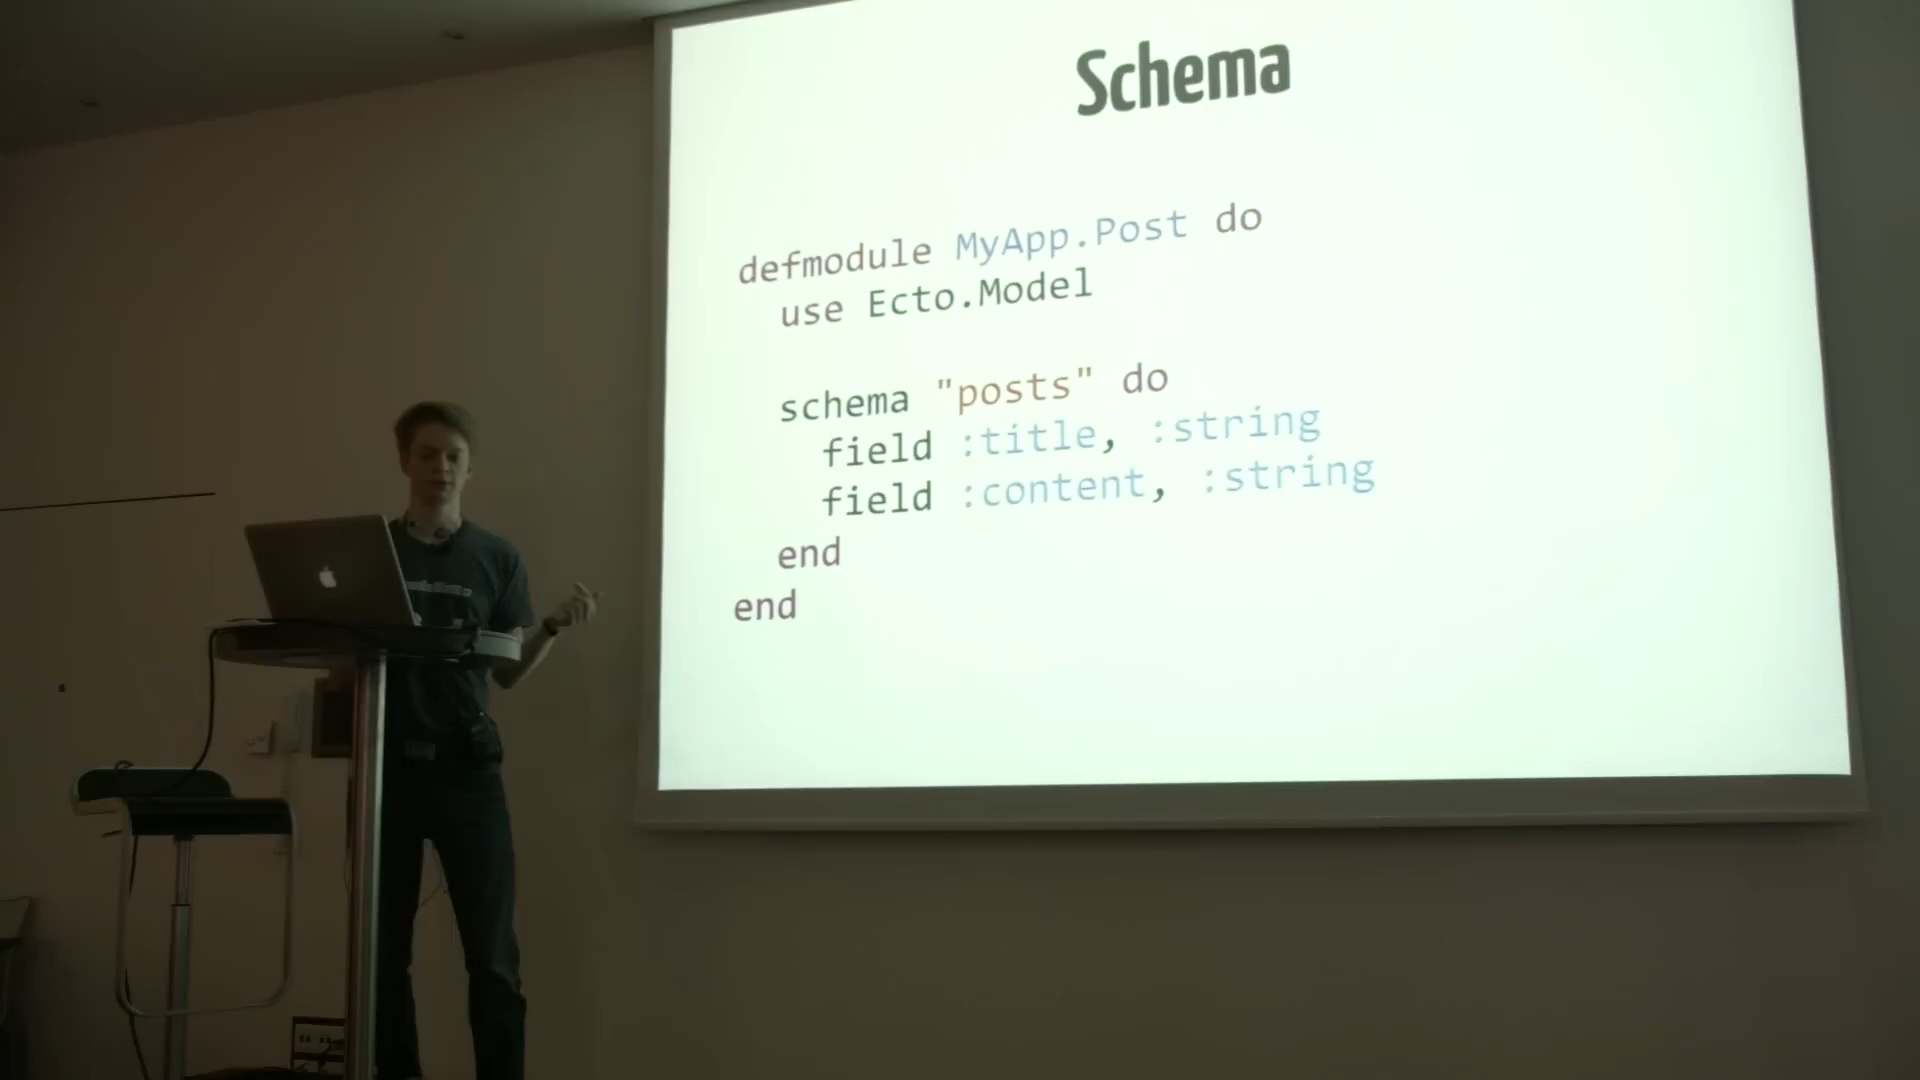 Schema
defmodule MyApp.Post do
use Ecto.Model
schema "posts" do
field :title, :string
field :content, :string
end
end